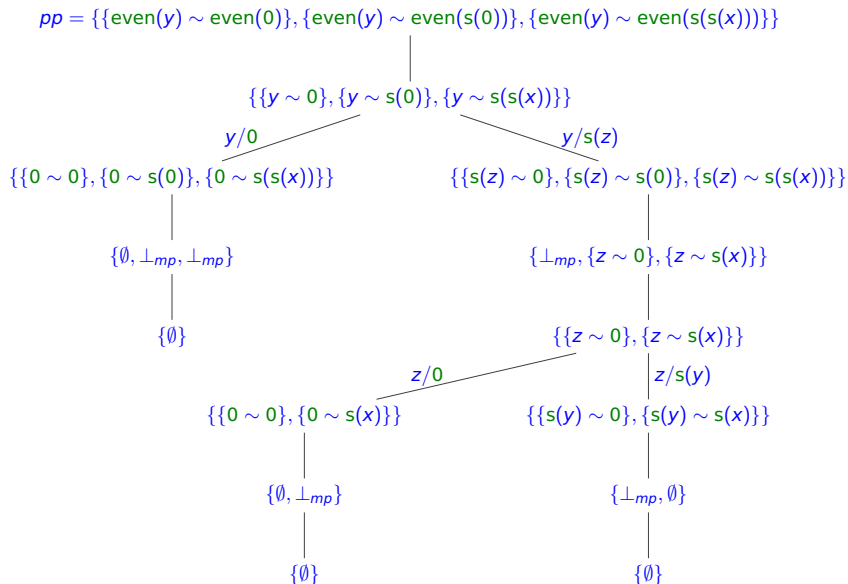 pp = {{even(y) ∼ even(0)}, {even(y) ∼ even(s(0))}, {even(y) ∼ even(s(s(x)))}}
{{y ∼ 0}, {y ∼ s(0)}, {y ∼ s(s(x))}}
y/0 y/s(z)
{{0 ∼ 0}, {0 ∼ s(0)}, {0 ∼ s(s(x))}} {{s(z) ∼ 0}, {s(z) ∼ s(0)}, {s(z) ∼ s(s(x))}}
{∅, ⊥mp, ⊥mp} {⊥mp, {z ∼ 0}, {z ∼ s(x)}}
{∅} {{z ∼ 0}, {z ∼ s(x)}}
z/0 z/s(y)
{{0 ∼ 0}, {0 ∼ s(x)}} {{s(y) ∼ 0}, {s(y) ∼ s(x)}}
{∅, ⊥mp} {⊥mp, ∅}
{∅} {∅}